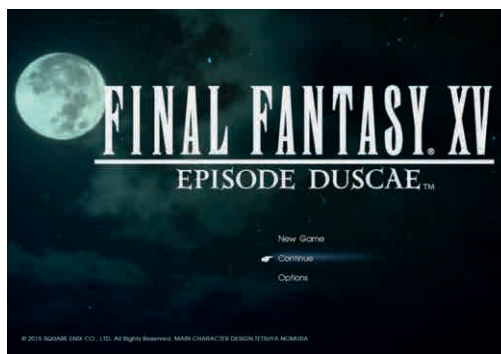 FINAL FANTASY® XV
EPISODE DUSCAE™
New Game
Continue
Options
© 2015 SQUARE ENIX CO., LTD. All Rights Reserved. MAIN CHARACTER DESIGN:TETSUYA NOMURA